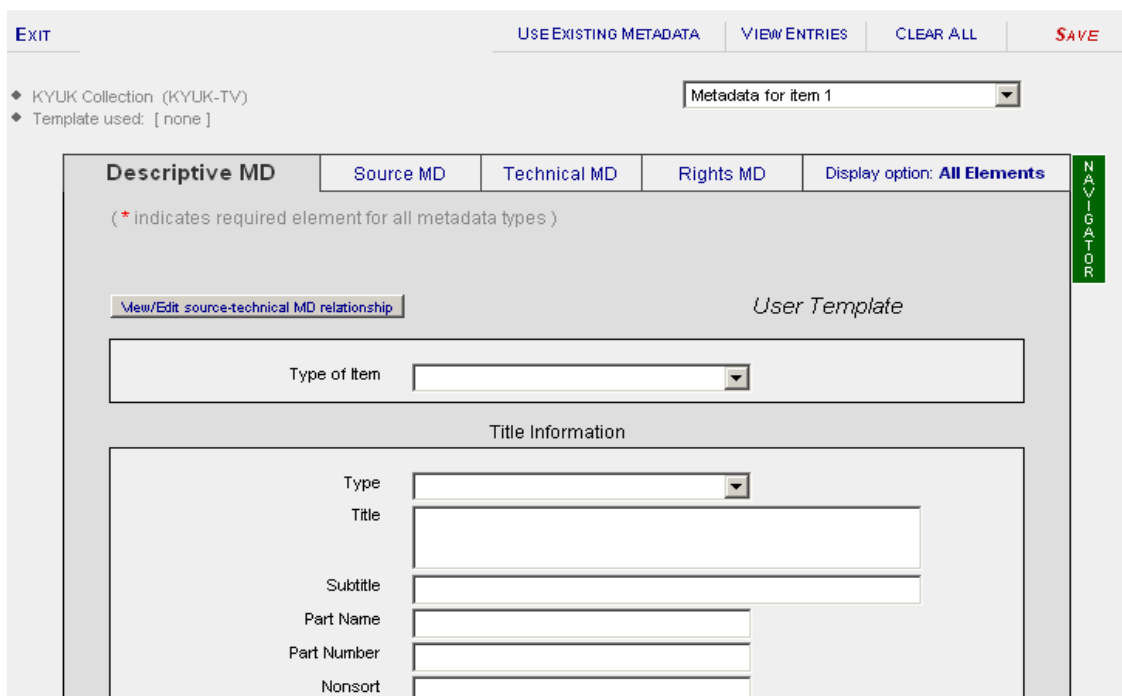 EXIT USE EXISTING METADATA VIEW ENTRIES CLEAR ALL SAVE
KYUK Collection (KYUK-TV) Metadata for item 1
Template used: [ none ]
Descriptive MD Source MD Technical MD Rights MD Display option: All Elements
NAVIGATOR
( * indicates required element for all metadata types )
View/Edit source-technical MD relationship User Template
Type of Item
Title Information
Type
Title
Subtitle
Part Name
Part Number
Nonsort